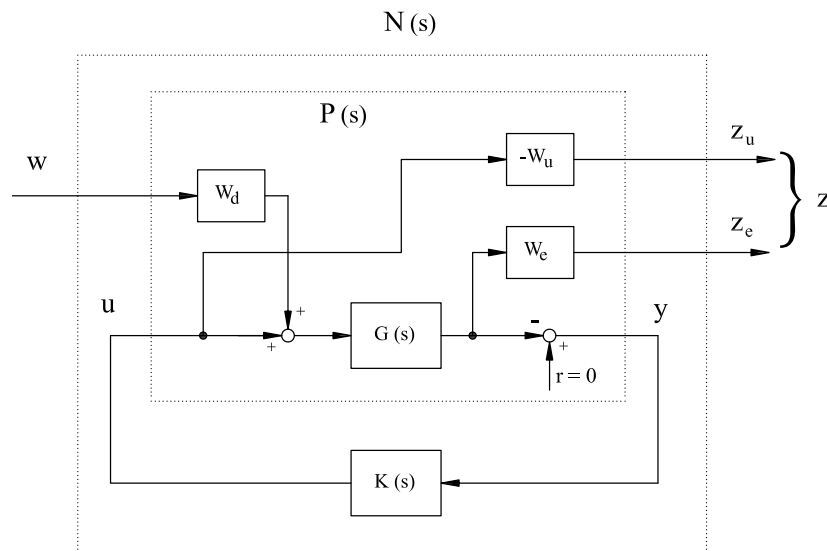 N (s)
P (s)
w
W_d
-W_u
z_u
z
z_e
W_e
u
+
+
G (s)
-
+
y
r = 0
K (s)